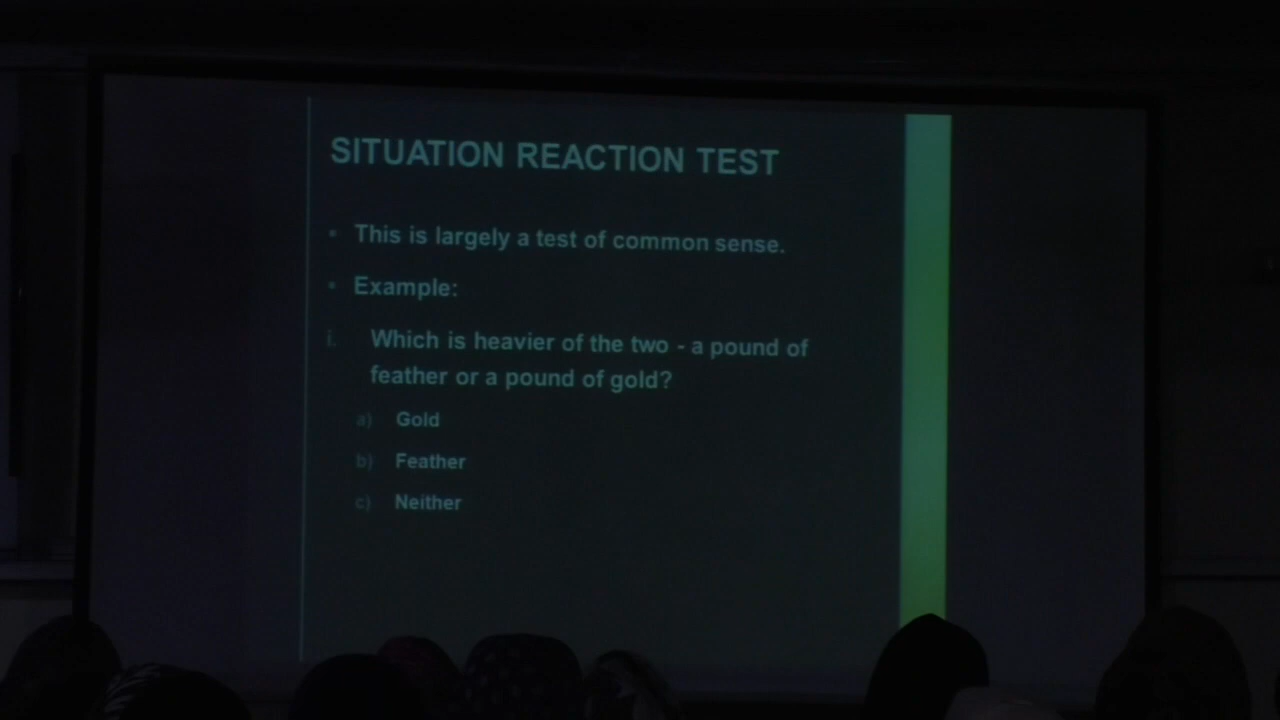 SITUATION REACTION TEST
▪ This is largely a test of common sense.
▪ Example:
i. Which is heavier of the two - a pound of
feather or a pound of gold?
a) Gold
b) Feather
c) Neither